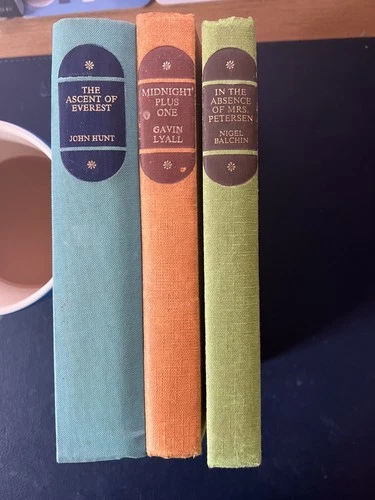 THE
ASCENT OF
EVEREST
JOHN HUNT
MIDNIGHT
PLUS
ONE
GAVIN
LYALL
IN THE
ABSENCE
OF MRS.
PETERSEN
NIGEL
BALCHIN